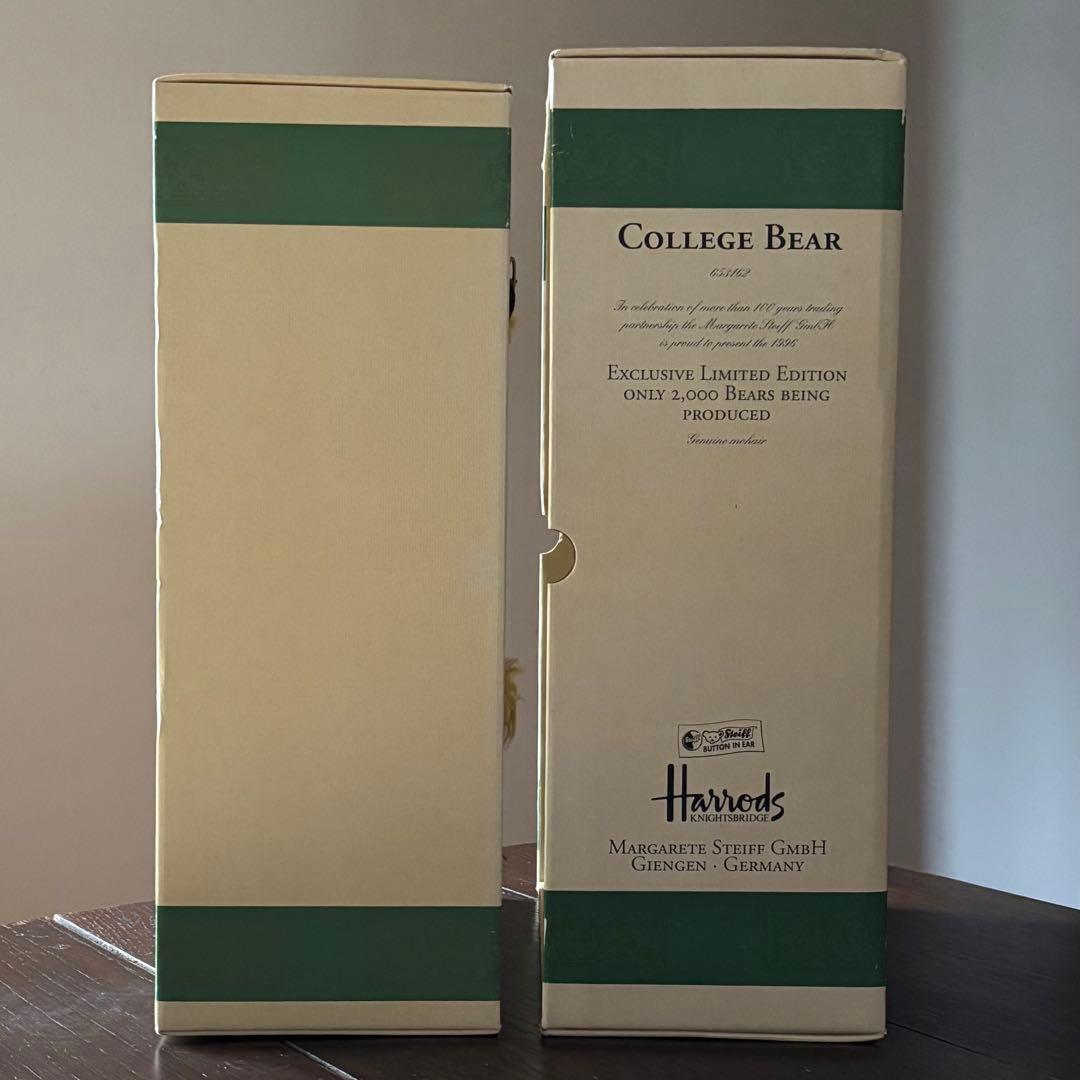 College Bear
653162
In celebration of more than 100 years trading
partnership the Margarete Steiff GmbH
is proud to present the 1996
Exclusive Limited Edition
only 2,000 Bears being
produced
Genuine mohair
Steiff
BUTTON IN EAR
Harrods
KNIGHTSBRIDGE
Margarete Steiff GmbH
Giengen · Germany